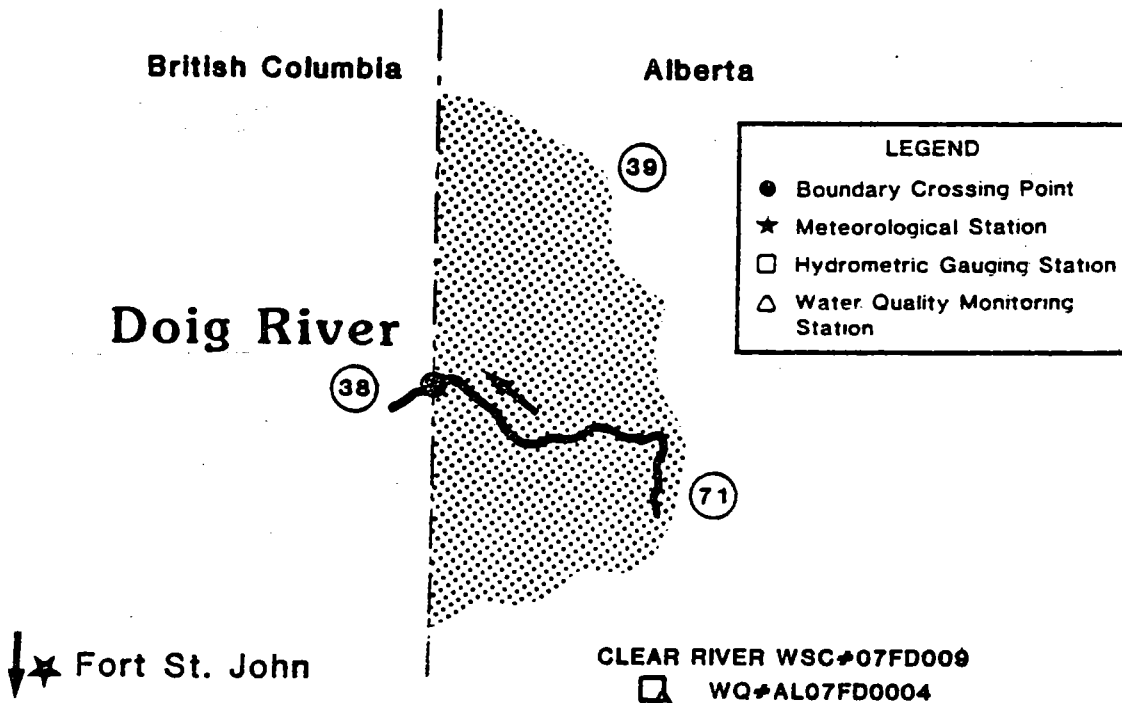 British Columbia
Alberta
39
LEGEND
Boundary Crossing Point
Meteorological Station
Hydrometric Gauging Station
Water Quality Monitoring
Station
Doig River
38
71
Fort St. John
CLEAR RIVER WSC#07FD009
WQ#AL07FD0004